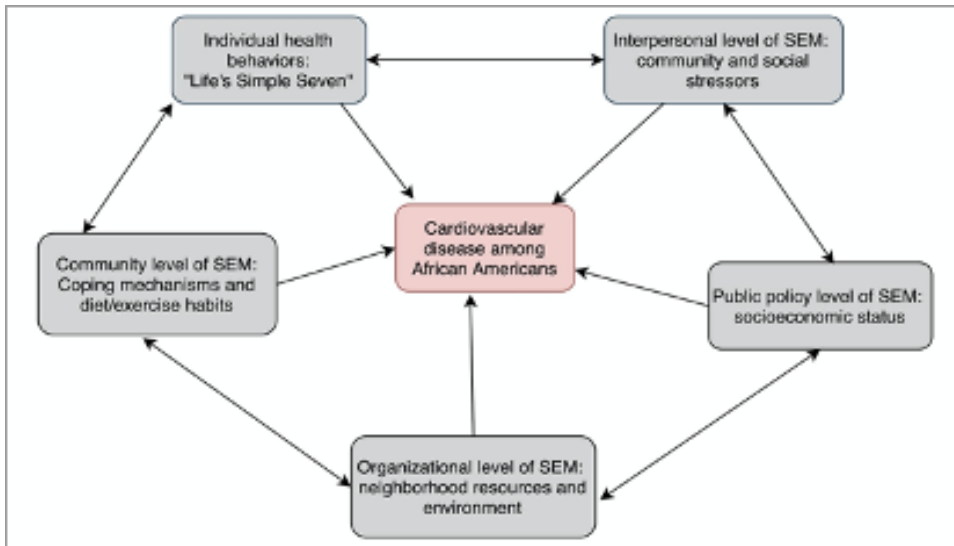 Individual health
behaviors:
"Life's Simple Seven"
Interpersonal level of SEM:
community and social
stressors
Cardiovascular
disease among
African Americans
Community level of SEM:
Coping mechanisms and
diet/exercise habits
Public policy level of SEM:
socioeconomic status
Organizational level of SEM:
neighborhood resources and
environment